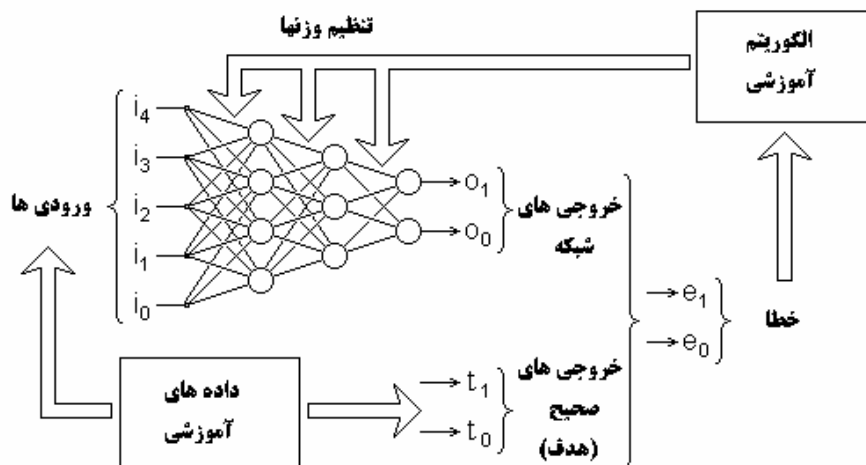 تنظیم وزنها
الگوریتم
آموزشی
ورودی ها
i4
i3
i2
i1
i0
o1
o0
خروجی های
شبکه
e1
e0
خطا
داده های
آموزشی
t1
t0
خروجی های
صحیح
(هدف)